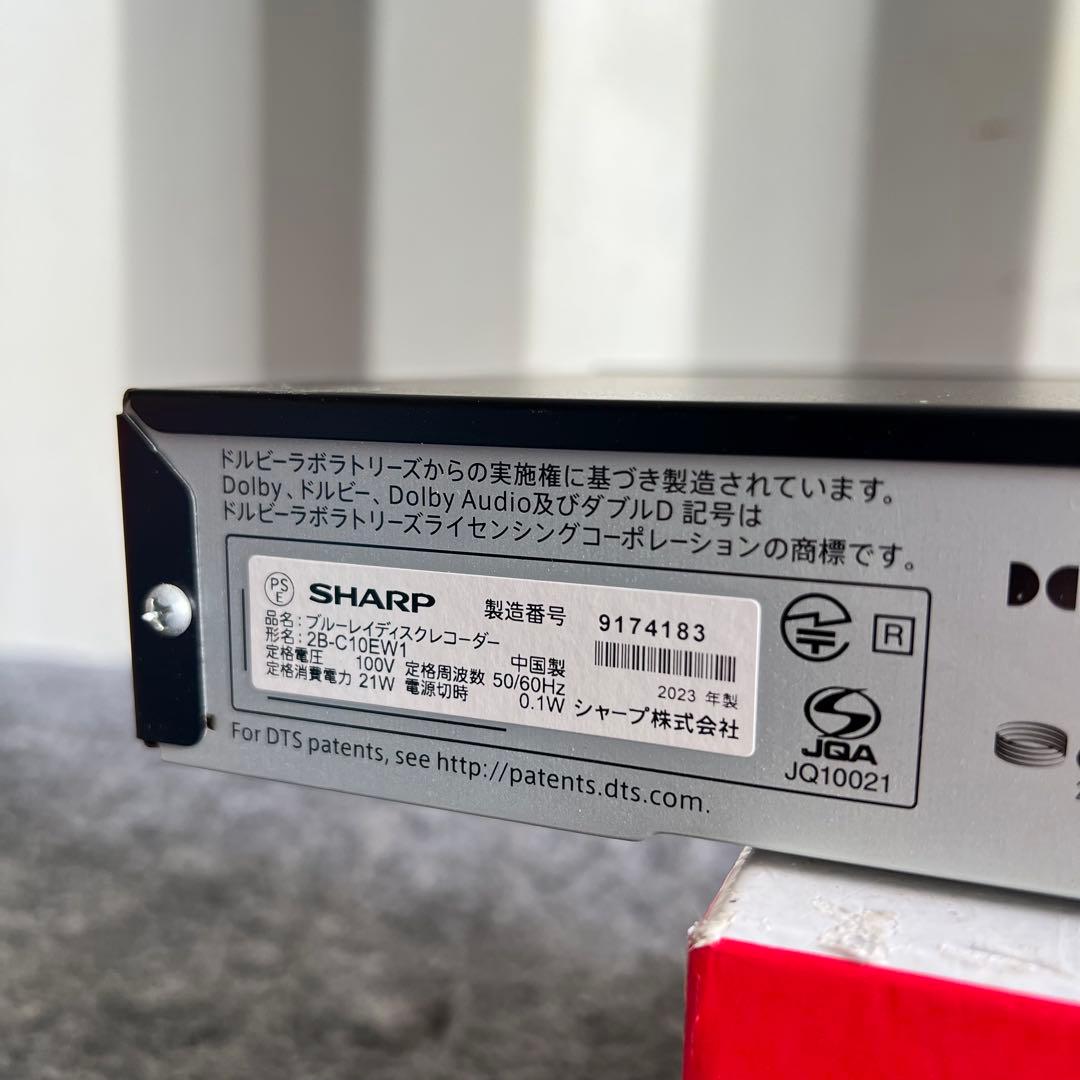 ドルビーラボラトリーズからの実施権に基づき製造されています。
Dolby、ドルビー、Dolby Audio及びダブルD 記号は
ドルビーラボラトリーズライセンシングコーポレーションの商標です。
PS
E
SHARP 製造番号 9174183
品名:ブルーレイディスクレコーダー
形名:2B-C10EW1 中国製
定格電圧 100V 定格周波数 50/60Hz 2023 年製
定格消費電力 21W 電源切時 0.1W シャープ株式会社
R
JQA
JQ10021
For DTS patents, see http://patents.dts.com.